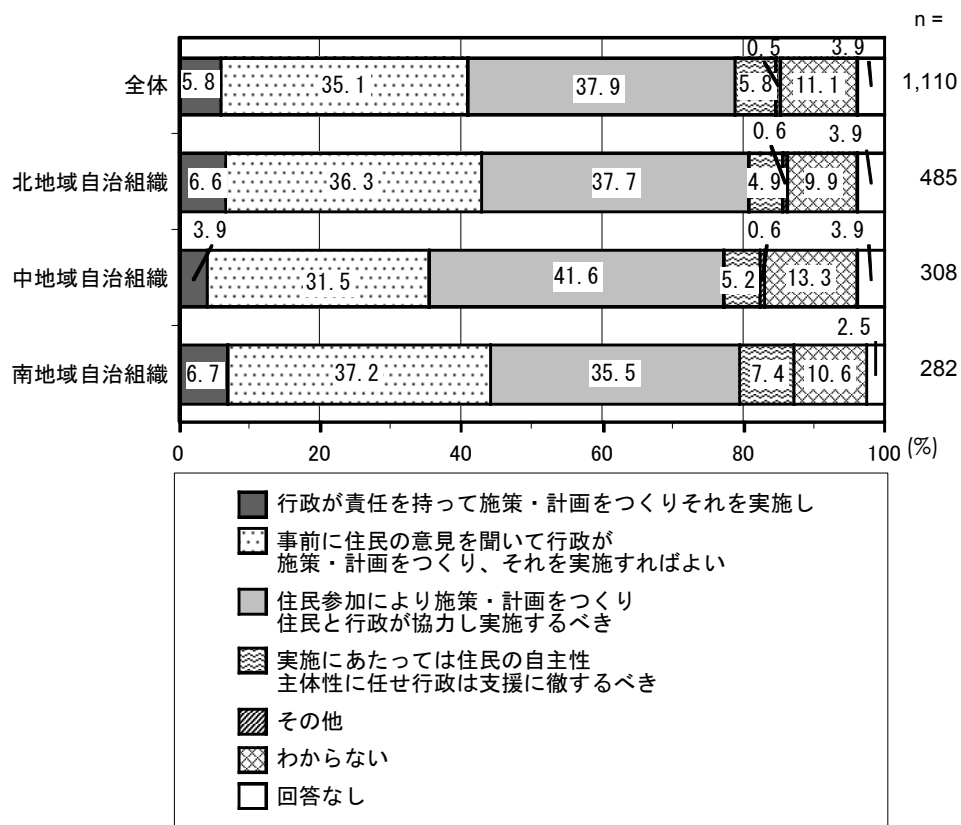 n =
0.5 3.9
全体 5.8 35.1 37.9 5.8 11.1 1,110
0.6 3.9
北地域自治組織 6.6 36.3 37.7 4.9 9.9 485
3.9 0.6 3.9
中地域自治組織 31.5 41.6 5.2 13.3 308
2.5
南地域自治組織 6.7 37.2 35.5 7.4 10.6 282
0 20 40 60 80 100 (%)
行政が責任を持って施策・計画をつくりそれを実施し
事前に住民の意見を聞いて行政が
施策・計画をつくり、それを実施すればよい
住民参加により施策・計画をつくり
住民と行政が協力し実施するべき
実施にあたっては住民の自主性
主体性に任せ行政は支援に徹するべき
その他
わからない
回答なし